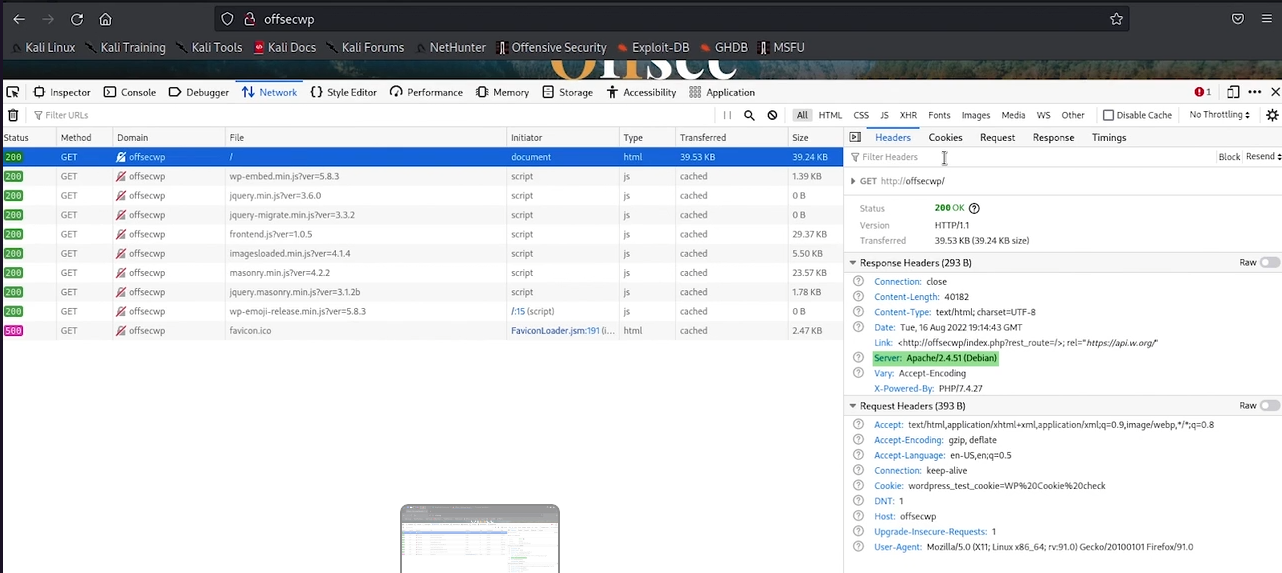 offsecwp
Kali Linux Kali Training Kali Tools Kali Docs Kali Forums NetHunter Offensive Security Exploit-DB GHDB MSFU
OffSec
Inspector Console Debugger Network Style Editor Performance Memory Storage Accessibility Application 1
Filter URLs All HTML CSS JS XHR Fonts Images Media WS Other Disable Cache No Throttling
Status Method Domain File Initiator Type Transferred Size
200 GET offsecwp / document html 39.53 KB 39.24 KB
200 GET offsecwp wp-embed.min.js?ver=5.8.3 script js cached 1.39 KB
200 GET offsecwp jquery.min.js?ver=3.6.0 script js cached 0 B
200 GET offsecwp jquery-migrate.min.js?ver=3.3.2 script js cached 0 B
200 GET offsecwp frontend.js?ver=1.0.5 script js cached 29.37 KB
200 GET offsecwp imagesloaded.min.js?ver=4.1.4 script js cached 5.50 KB
200 GET offsecwp masonry.min.js?ver=4.2.2 script js cached 23.57 KB
200 GET offsecwp jquery.masonry.min.js?ver=3.1.2b script js cached 1.78 KB
200 GET offsecwp wp-emoji-release.min.js?ver=5.8.3 /:15 (script) js cached 0 B
500 GET offsecwp favicon.ico FaviconLoader.jsm:191 (i... html cached 2.47 KB
Headers Cookies Request Response Timings
Filter Headers Block Resend
GET http://offsecwp/
Status 200 OK
Version HTTP/1.1
Transferred 39.53 KB (39.24 KB size)
Response Headers (293 B) Raw
Connection: close
Content-Length: 40182
Content-Type: text/html; charset=UTF-8
Date: Tue, 16 Aug 2022 19:14:43 GMT
Link: <http://offsecwp/index.php?rest_route=/>; rel="https://api.w.org/"
Server: Apache/2.4.51 (Debian)
Vary: Accept-Encoding
X-Powered-By: PHP/7.4.27
Request Headers (393 B) Raw
Accept: text/html,application/xhtml+xml,application/xml;q=0.9,image/webp,*/*;q=0.8
Accept-Encoding: gzip, deflate
Accept-Language: en-US,en;q=0.5
Connection: keep-alive
Cookie: wordpress_test_cookie=WP%20Cookie%20check
DNT: 1
Host: offsecwp
Upgrade-Insecure-Requests: 1
User-Agent: Mozilla/5.0 (X11; Linux x86_64; rv:91.0) Gecko/20100101 Firefox/91.0